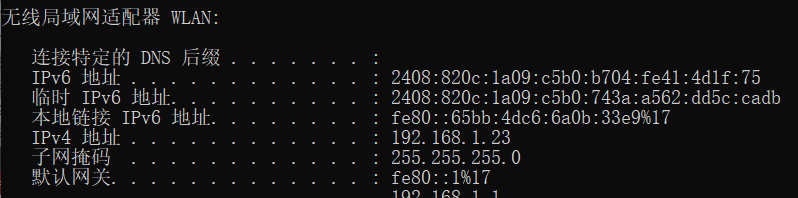 无线局域网适配器 WLAN:
连接特定的 DNS 后缀 . . . . . . . :
IPv6 地址 . . . . . . . . . . . . : 2408:820c:1a09:c5b0:b704:fe41:4d1f:75
临时 IPv6 地址. . . . . . . . . . : 2408:820c:1a09:c5b0:743a:a562:dd5c:cadb
本地链接 IPv6 地址. . . . . . . . : fe80::65bb:4dc6:6a0b:33e9%17
IPv4 地址 . . . . . . . . . . . . : 192.168.1.23
子网掩码 . . . . . . . . . . . . : 255.255.255.0
默认网关. . . . . . . . . . . . . : fe80::1%17
192.168.1.1